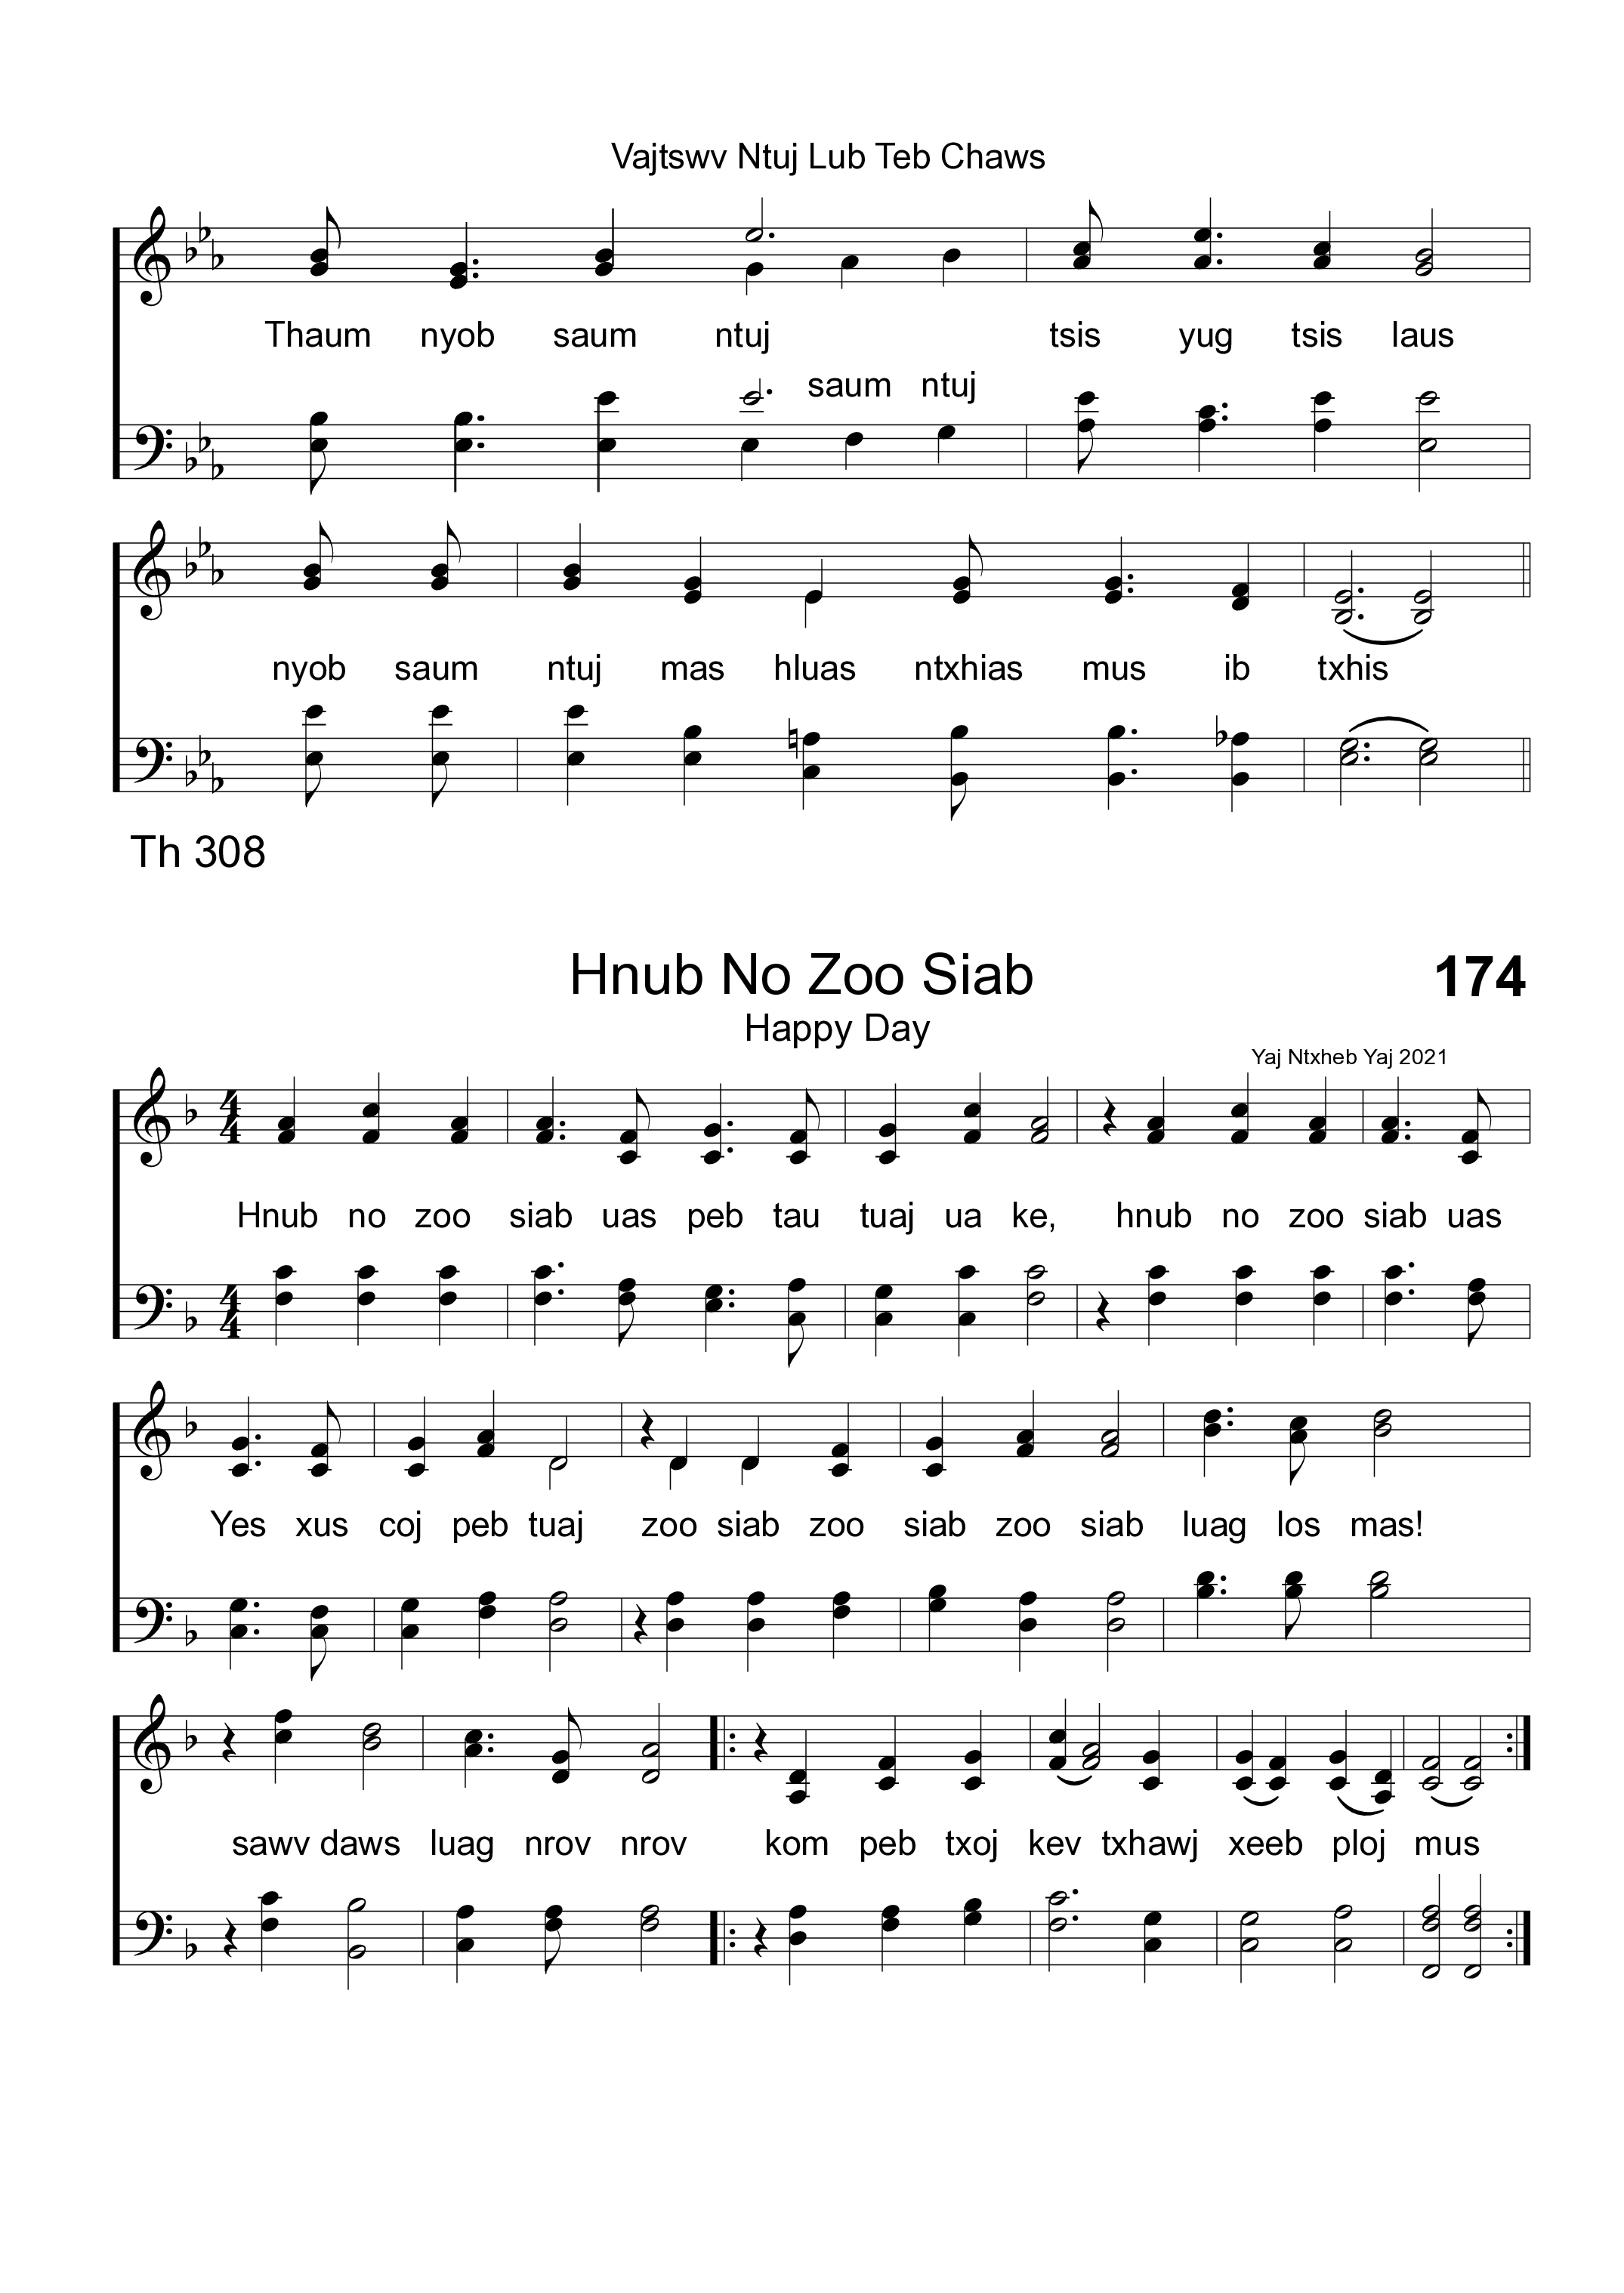 Vajtswv Ntuj Lub Teb Chaws
Thaum nyob saum ntuj tsis yug tsis laus
saum ntuj
nyob saum ntuj mas hluas ntxhias mus ib txhis
Th 308
Hnub No Zoo Siab 174
Happy Day
Yaj Ntxheb Yaj 2021
4 4
Hnub no zoo siab uas peb tau tuaj ua ke, hnub no zoo siab uas
4 4
Yes xus coj peb tuaj zoo siab zoo siab zoo siab luag los mas!
sawv daws luag nrov nrov kom peb txoj kev txhawj xeeb ploj mus